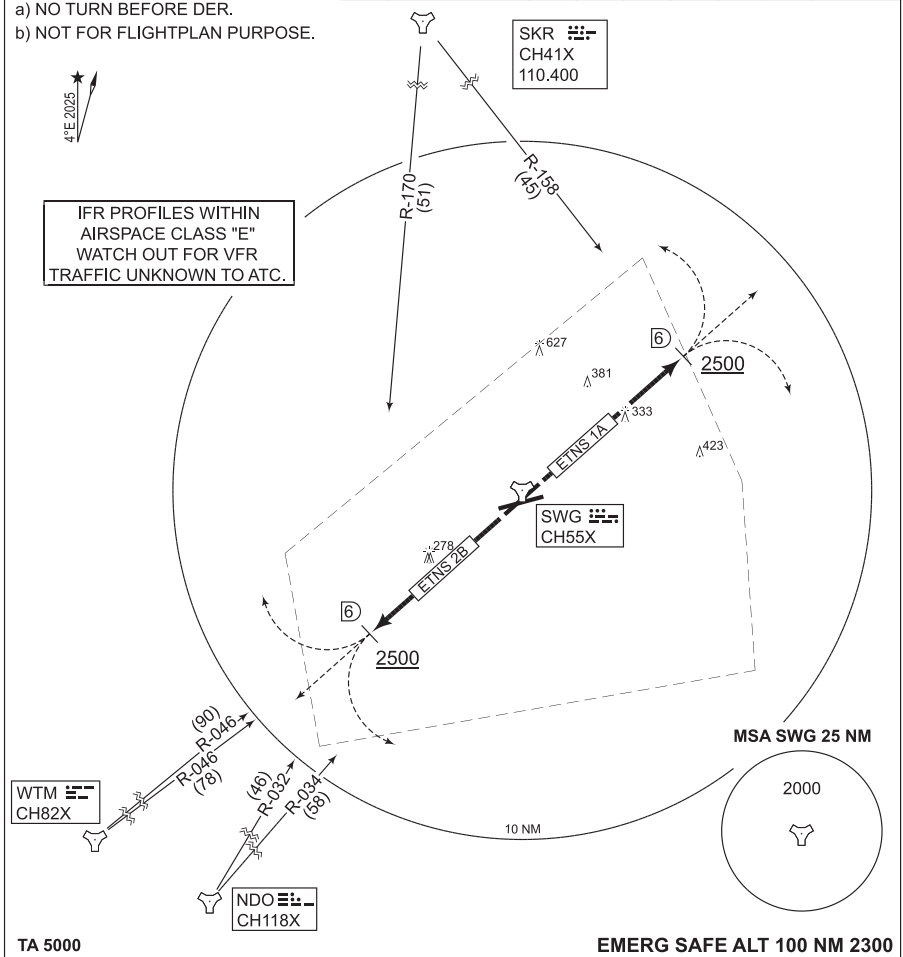 a) NO TURN BEFORE DER.
b) NOT FOR FLIGHTPLAN PURPOSE.
SKR
CH41X
110.400
4°E 2025
R-170
(51)
R-158
(45)
IFR PROFILES WITHIN
AIRSPACE CLASS "E"
WATCH OUT FOR VFR
TRAFFIC UNKNOWN TO ATC.
627
6
2500
381
333
ETNS 1A
423
SWG
CH55X
278
ETNS 2B
6
2500
(90)
R-046
R-046
(78)
MSA SWG 25 NM
2000
WTM
CH82X
(46)
R-032
R-034
(58)
10 NM
NDO
CH118X
TA 5000
EMERG SAFE ALT 100 NM 2300